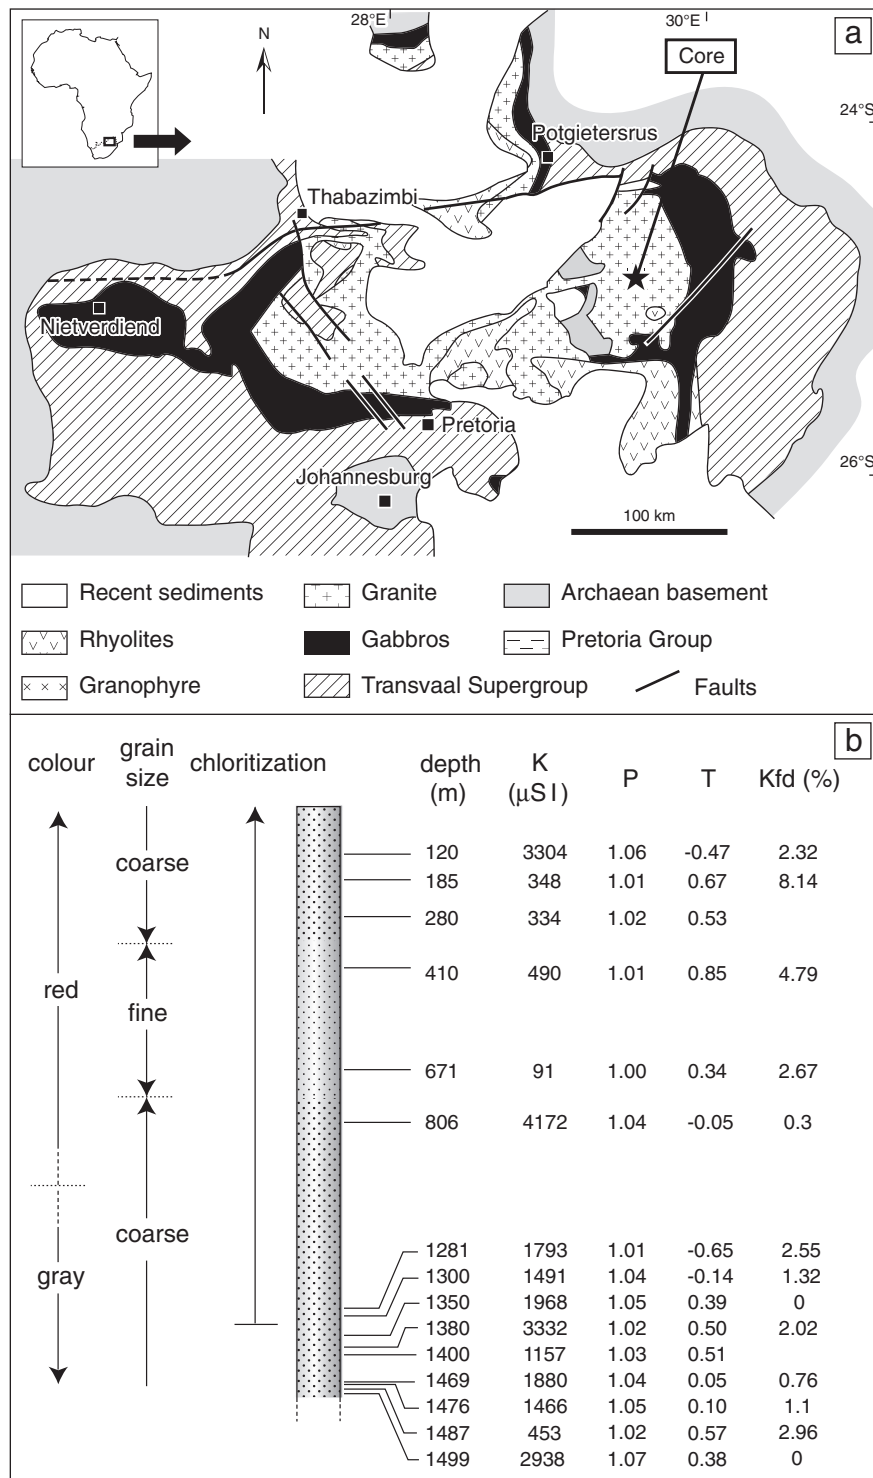 28°E
30°E
a
N
Core
24°S
Potgietersrus
Thabazimbi
Nietverdiend
Pretoria
26°S
Johannesburg
100 km
Recent sediments
Granite
Archaean basement
Rhyolites
Gabbros
Pretoria Group
Granophyre
Transvaal Supergroup
Faults
b
colour
grain size
chloritization
depth (m)
K (µSI)
P
T
Kfd (%)
120 3304 1.06 -0.47 2.32
coarse
185 348 1.01 0.67 8.14
280 334 1.02 0.53
410 490 1.01 0.85 4.79
red
fine
671 91 1.00 0.34 2.67
806 4172 1.04 -0.05 0.3
coarse
1281 1793 1.01 -0.65 2.55
gray
1300 1491 1.04 -0.14 1.32
1350 1968 1.05 0.39 0
1380 3332 1.02 0.50 2.02
1400 1157 1.03 0.51
1469 1880 1.04 0.05 0.76
1476 1466 1.05 0.10 1.1
1487 453 1.02 0.57 2.96
1499 2938 1.07 0.38 0